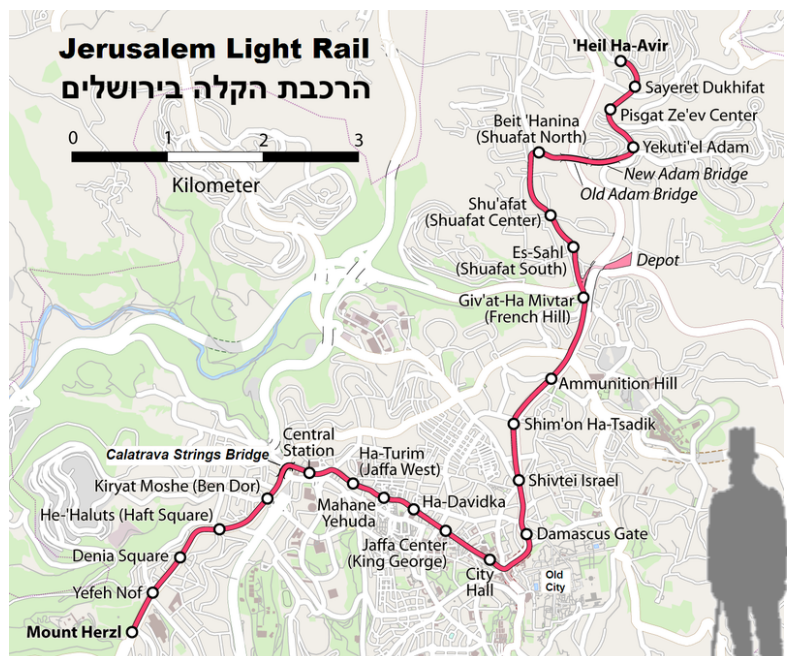 Jerusalem Light Rail
הרכבת הקלה בירושלים
0 1 2 3
Kilometer
'Heil Ha-Avir
Sayeret Dukhifat
Pisgat Ze'ev Center
Beit 'Hanina
(Shuafat North)
Yekuti'el Adam
New Adam Bridge
Old Adam Bridge
Shu'afat
(Shuafat Center)
Es-Sahl
(Shuafat South)
Depot
Giv'at-Ha Mivtar
(French Hill)
Ammunition Hill
Shim'on Ha-Tsadik
Shivtei Israel
Damascus Gate
Old
City
City
Hall
Jaffa Center
(King George)
Ha-Davidka
Mahane
Yehuda
Ha-Turim
(Jaffa West)
Central
Station
Calatrava Strings Bridge
Kiryat Moshe (Ben Dor)
He-'Haluts (Haft Square)
Denia Square
Yefeh Nof
Mount Herzl